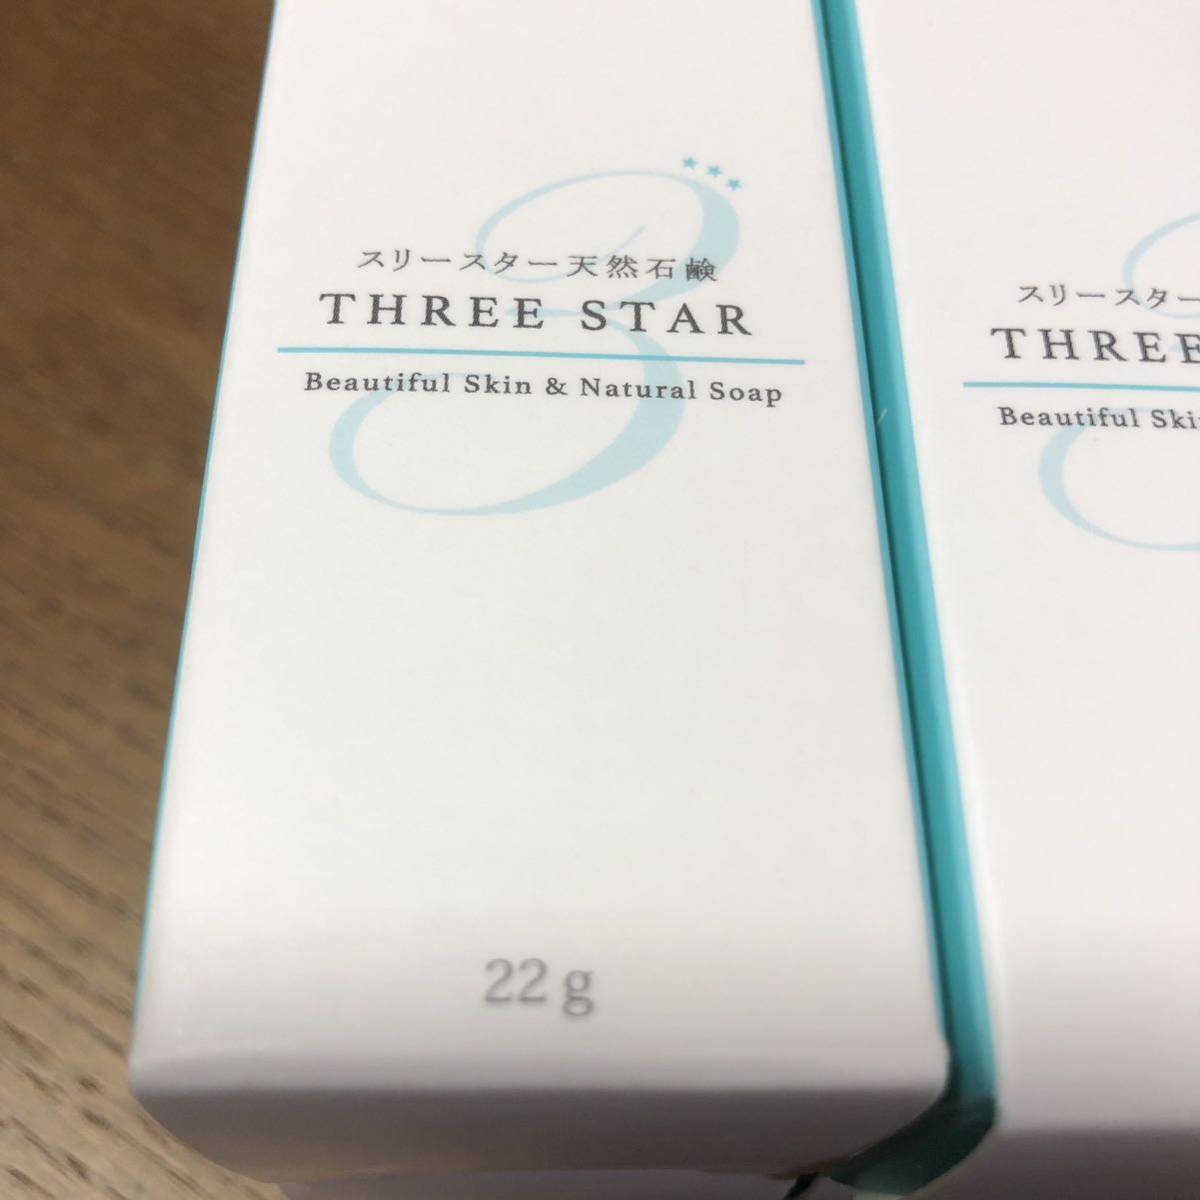 3
スリースター天然石鹸
THREE STAR
Beautiful Skin & Natural Soap
22g
スリースター
THREE
Beautiful Ski